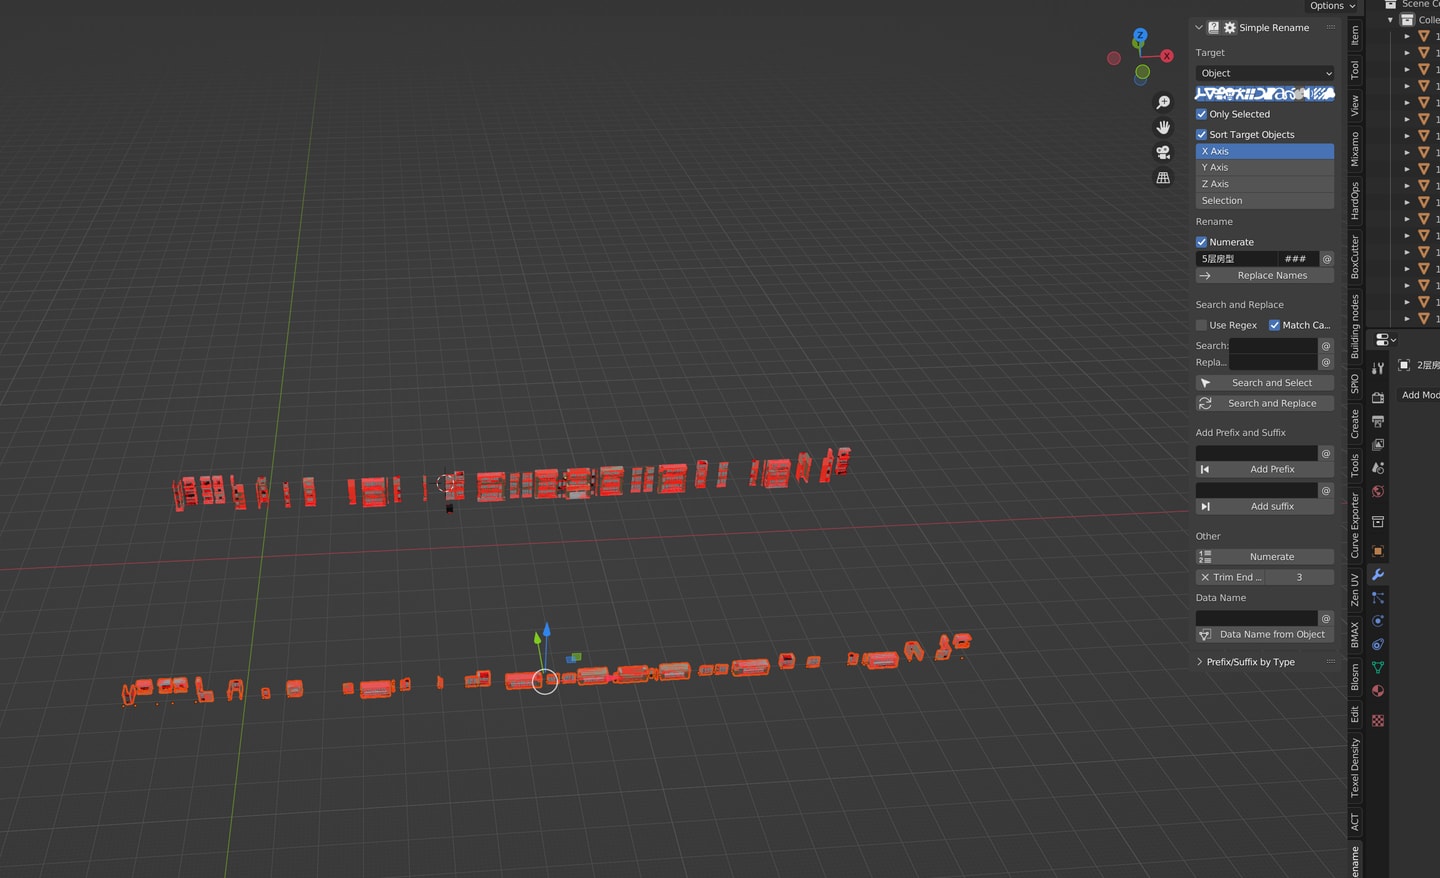 Options
Scene C
Simple Rename
Colle
Target
Object
Only Selected
Sort Target Objects
X Axis
Y Axis
Z Axis
Selection
Rename
Numerate
5层房型 ### @
Replace Names
Search and Replace
Use Regex Match Ca...
Search: @
Repla... @
Search and Select
Search and Replace
Add Prefix and Suffix
@
Add Prefix
@
Add suffix
Other
Numerate
Trim End ... 3
Data Name
@
Data Name from Object
Prefix/Suffix by Type
Item
Tool
View
Mixamo
HardOps
BoxCutter
Building nodes
SPIO
Create
Tools
Curve Exporter
Zen UV
BMAX
Blosm
Edit
Texel Density
ACT
ename
2层房
Add Mod
Z
X